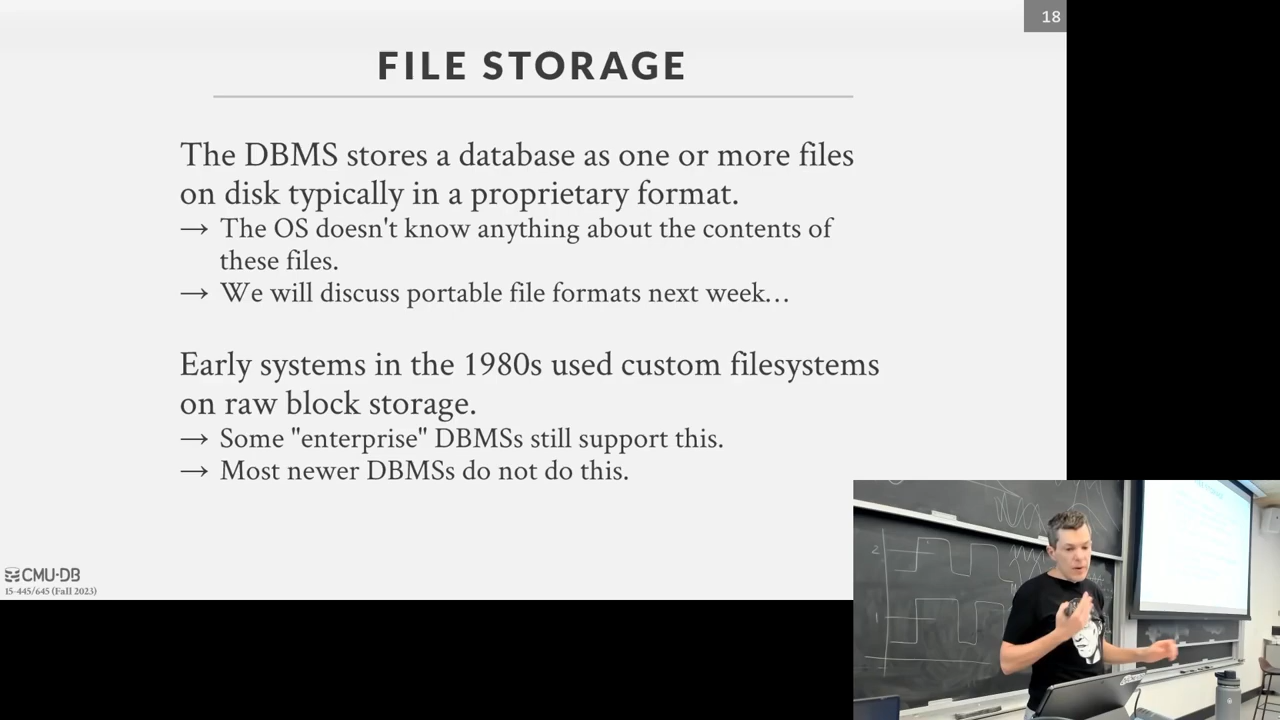 18
FILE STORAGE
The DBMS stores a database as one or more files
on disk typically in a proprietary format.
→ The OS doesn't know anything about the contents of
these files.
→ We will discuss portable file formats next week…
Early systems in the 1980s used custom filesystems
on raw block storage.
→ Some "enterprise" DBMSs still support this.
→ Most newer DBMSs do not do this.
CMU·DB
15-445/645 (Fall 2023)
2
1